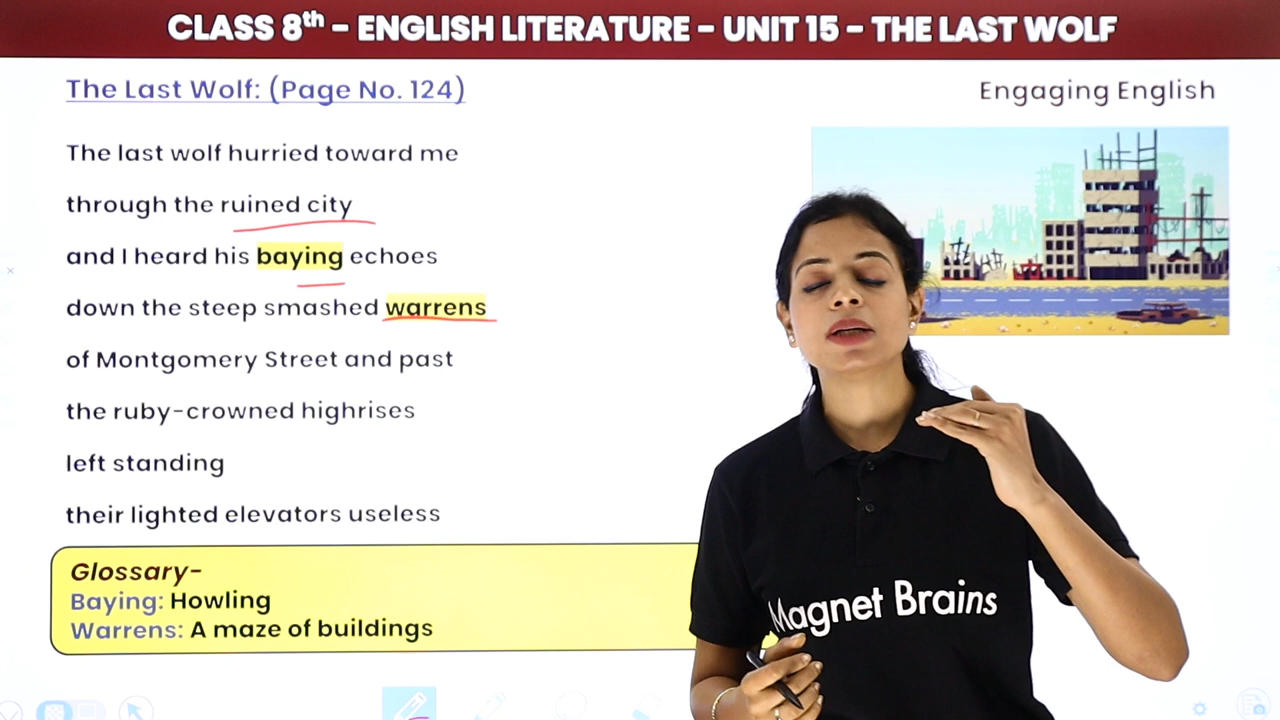 CLASS 8th – ENGLISH LITERATURE – UNIT 15 – THE LAST WOLF
The Last Wolf: (Page No. 124)
Engaging English
The last wolf hurried toward me
through the ruined city
and I heard his baying echoes
down the steep smashed warrens
of Montgomery Street and past
the ruby-crowned highrises
left standing
their lighted elevators useless
Glossary-
Baying: Howling
Warrens: A maze of buildings
Magnet Brains